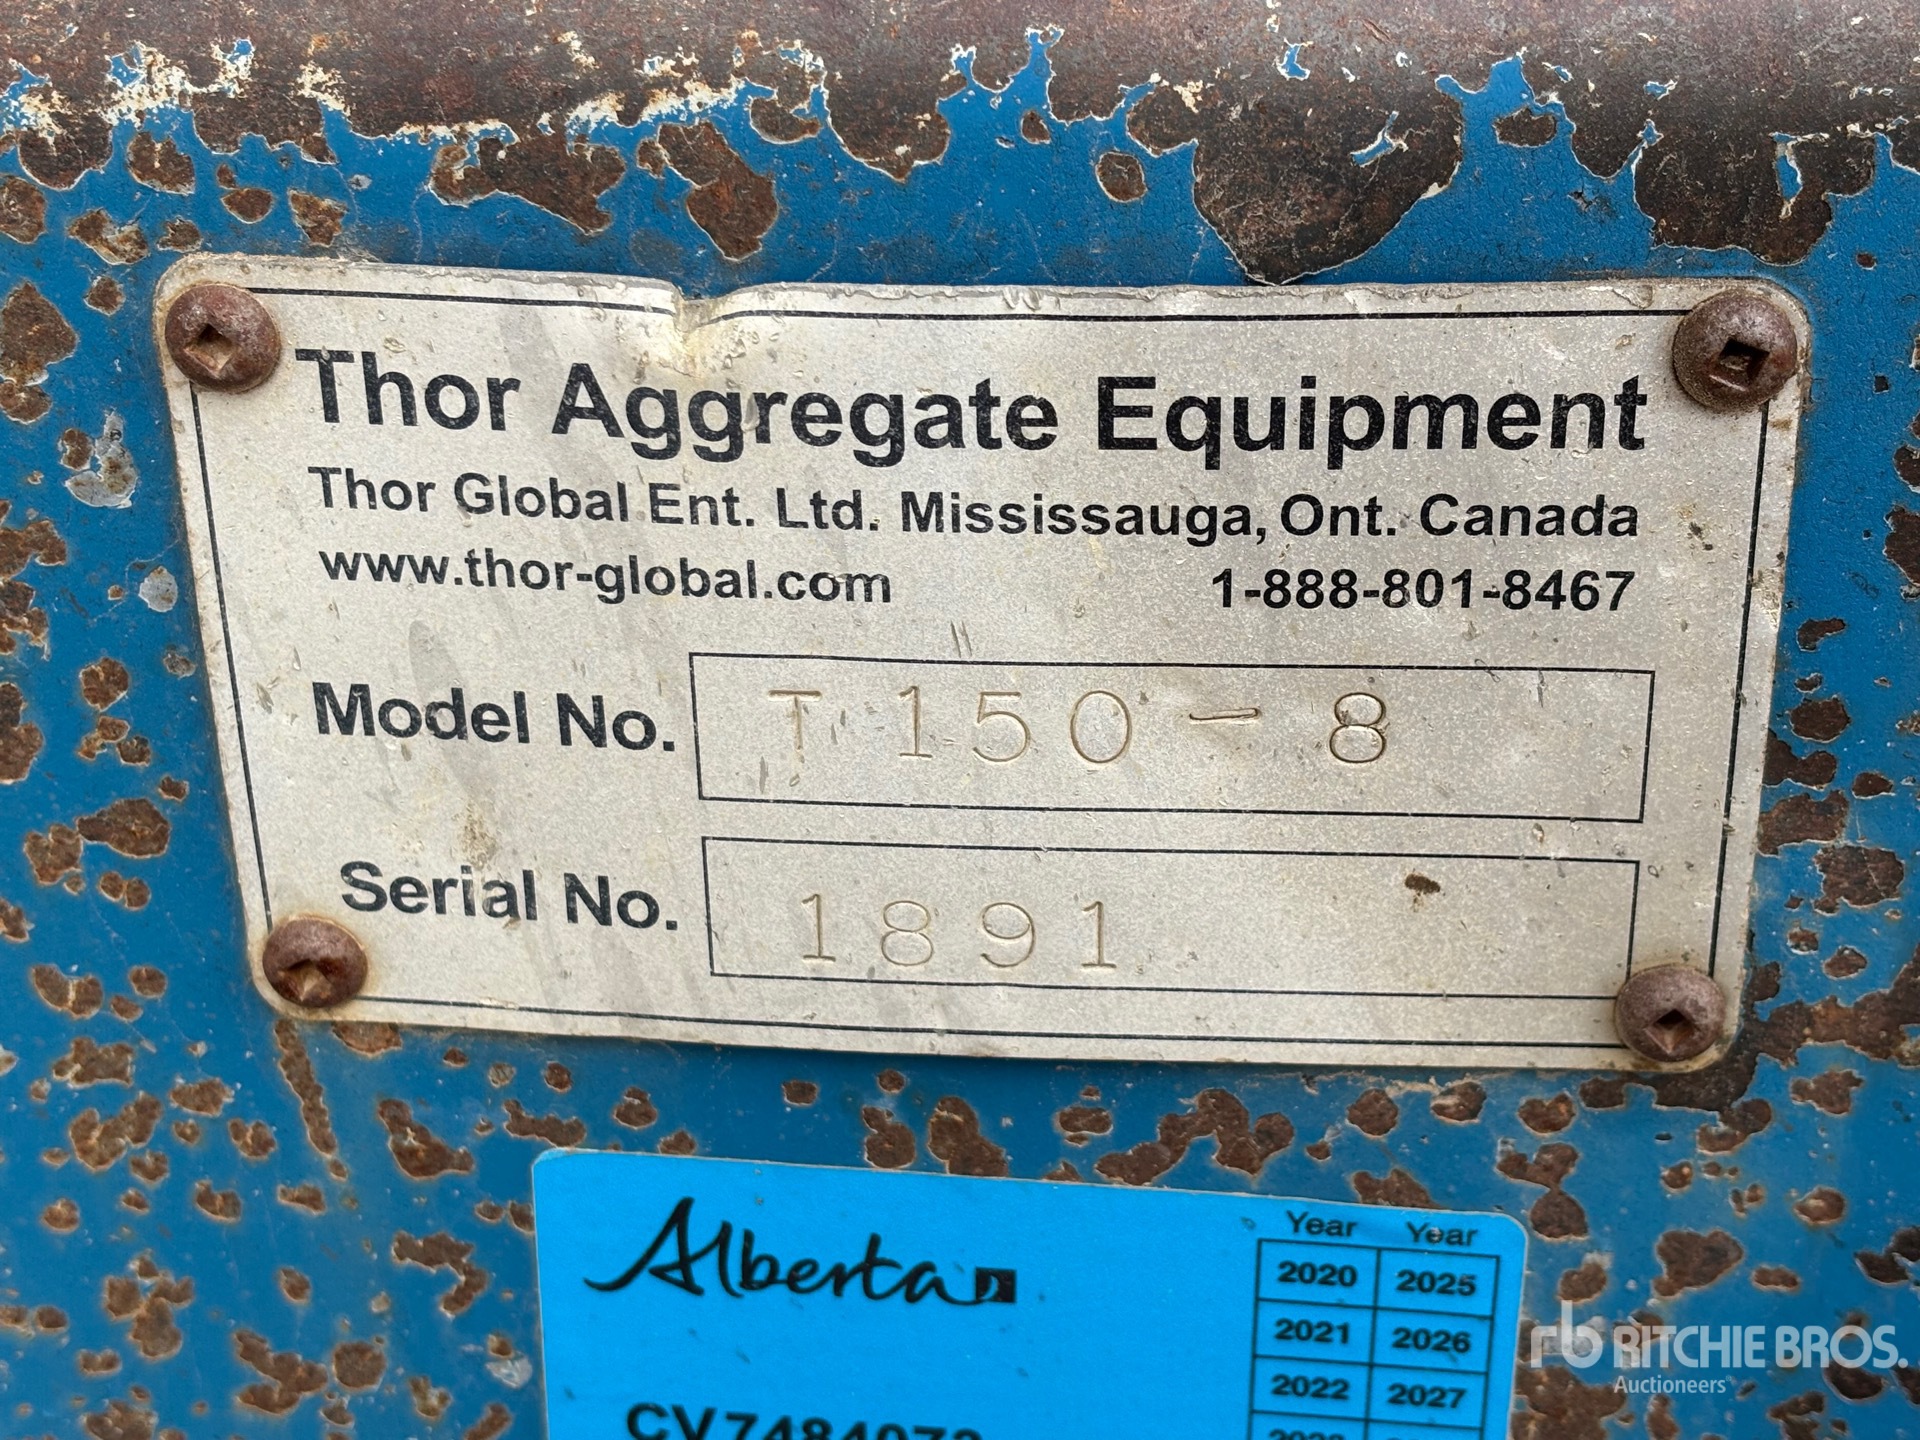 Thor Aggregate Equipment
Thor Global Ent. Ltd. Mississauga, Ont. Canada
www.thor-global.com 1-888-801-8467
Model No. T 150-8
Serial No. 1891
Alberta
Year Year
2020 2025
2021 2026
2022 2027
rb RITCHIE BROS.
Auctioneers